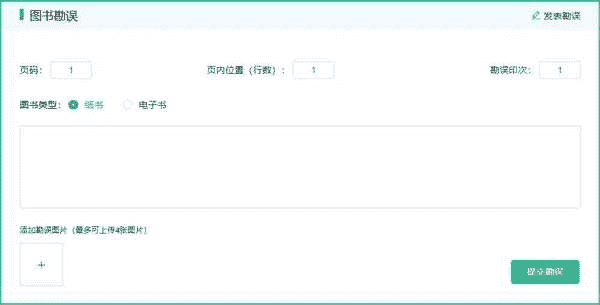 图书勘误
发表勘误
页码： 1 页内位置（行数）： 1 勘误印次： 1
图书类型： 纸书 电子书
添加勘误图片（最多可上传4张图片）
+
提交勘误